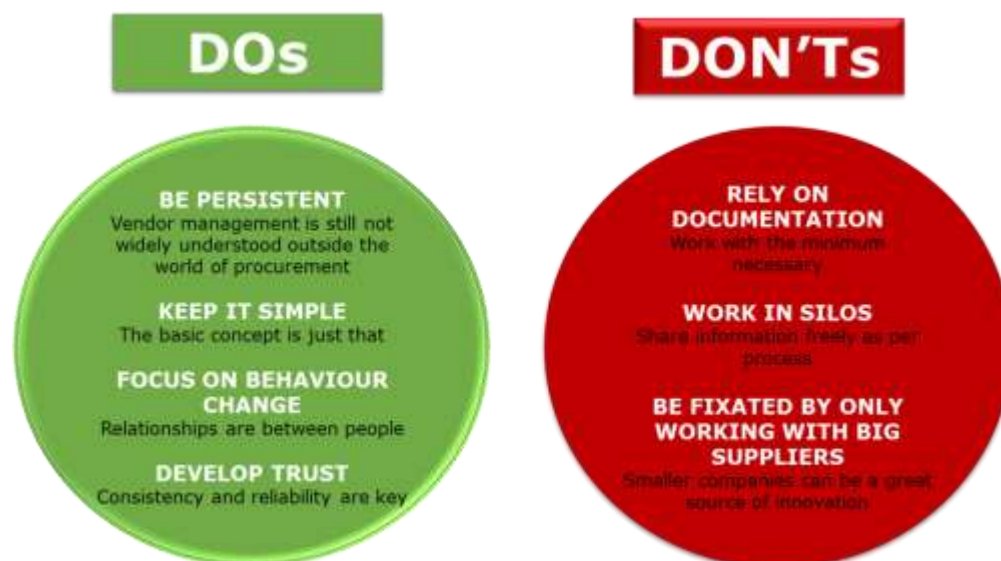 DOs
BE PERSISTENT
Vendor management is still not
widely understood outside the
world of procurement
KEEP IT SIMPLE
The basic concept is just that
FOCUS ON BEHAVIOUR
CHANGE
Relationships are between people
DEVELOP TRUST
Consistency and reliability are key
DON'Ts
RELY ON
DOCUMENTATION
Work with the minimum
necessary
WORK IN SILOS
Share information freely as per
process
BE FIXATED BY ONLY
WORKING WITH BIG
SUPPLIERS
Smaller companies can be a great
source of innovation